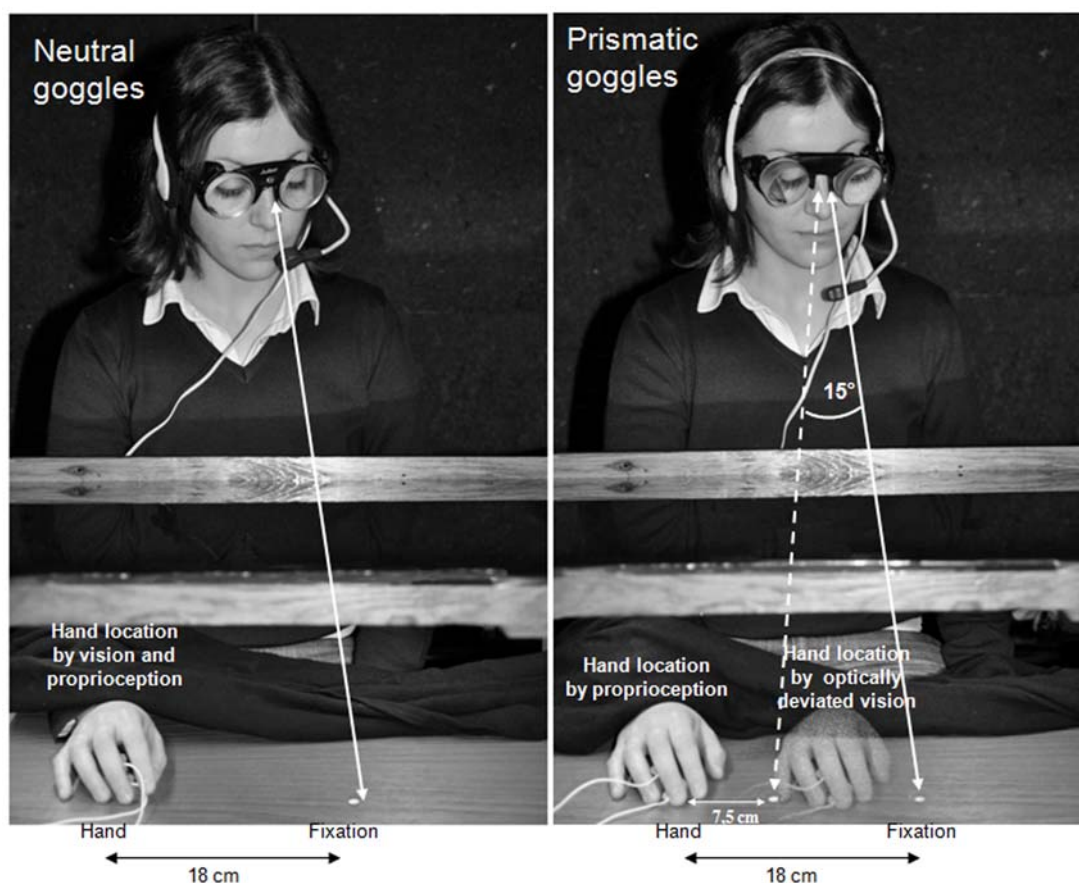 Neutral
goggles
Hand location
by vision and
proprioception
Hand
Fixation
18 cm
Prismatic
goggles
15°
Hand location
by proprioception
Hand location
by optically
deviated vision
7,5 cm
Hand
Fixation
18 cm